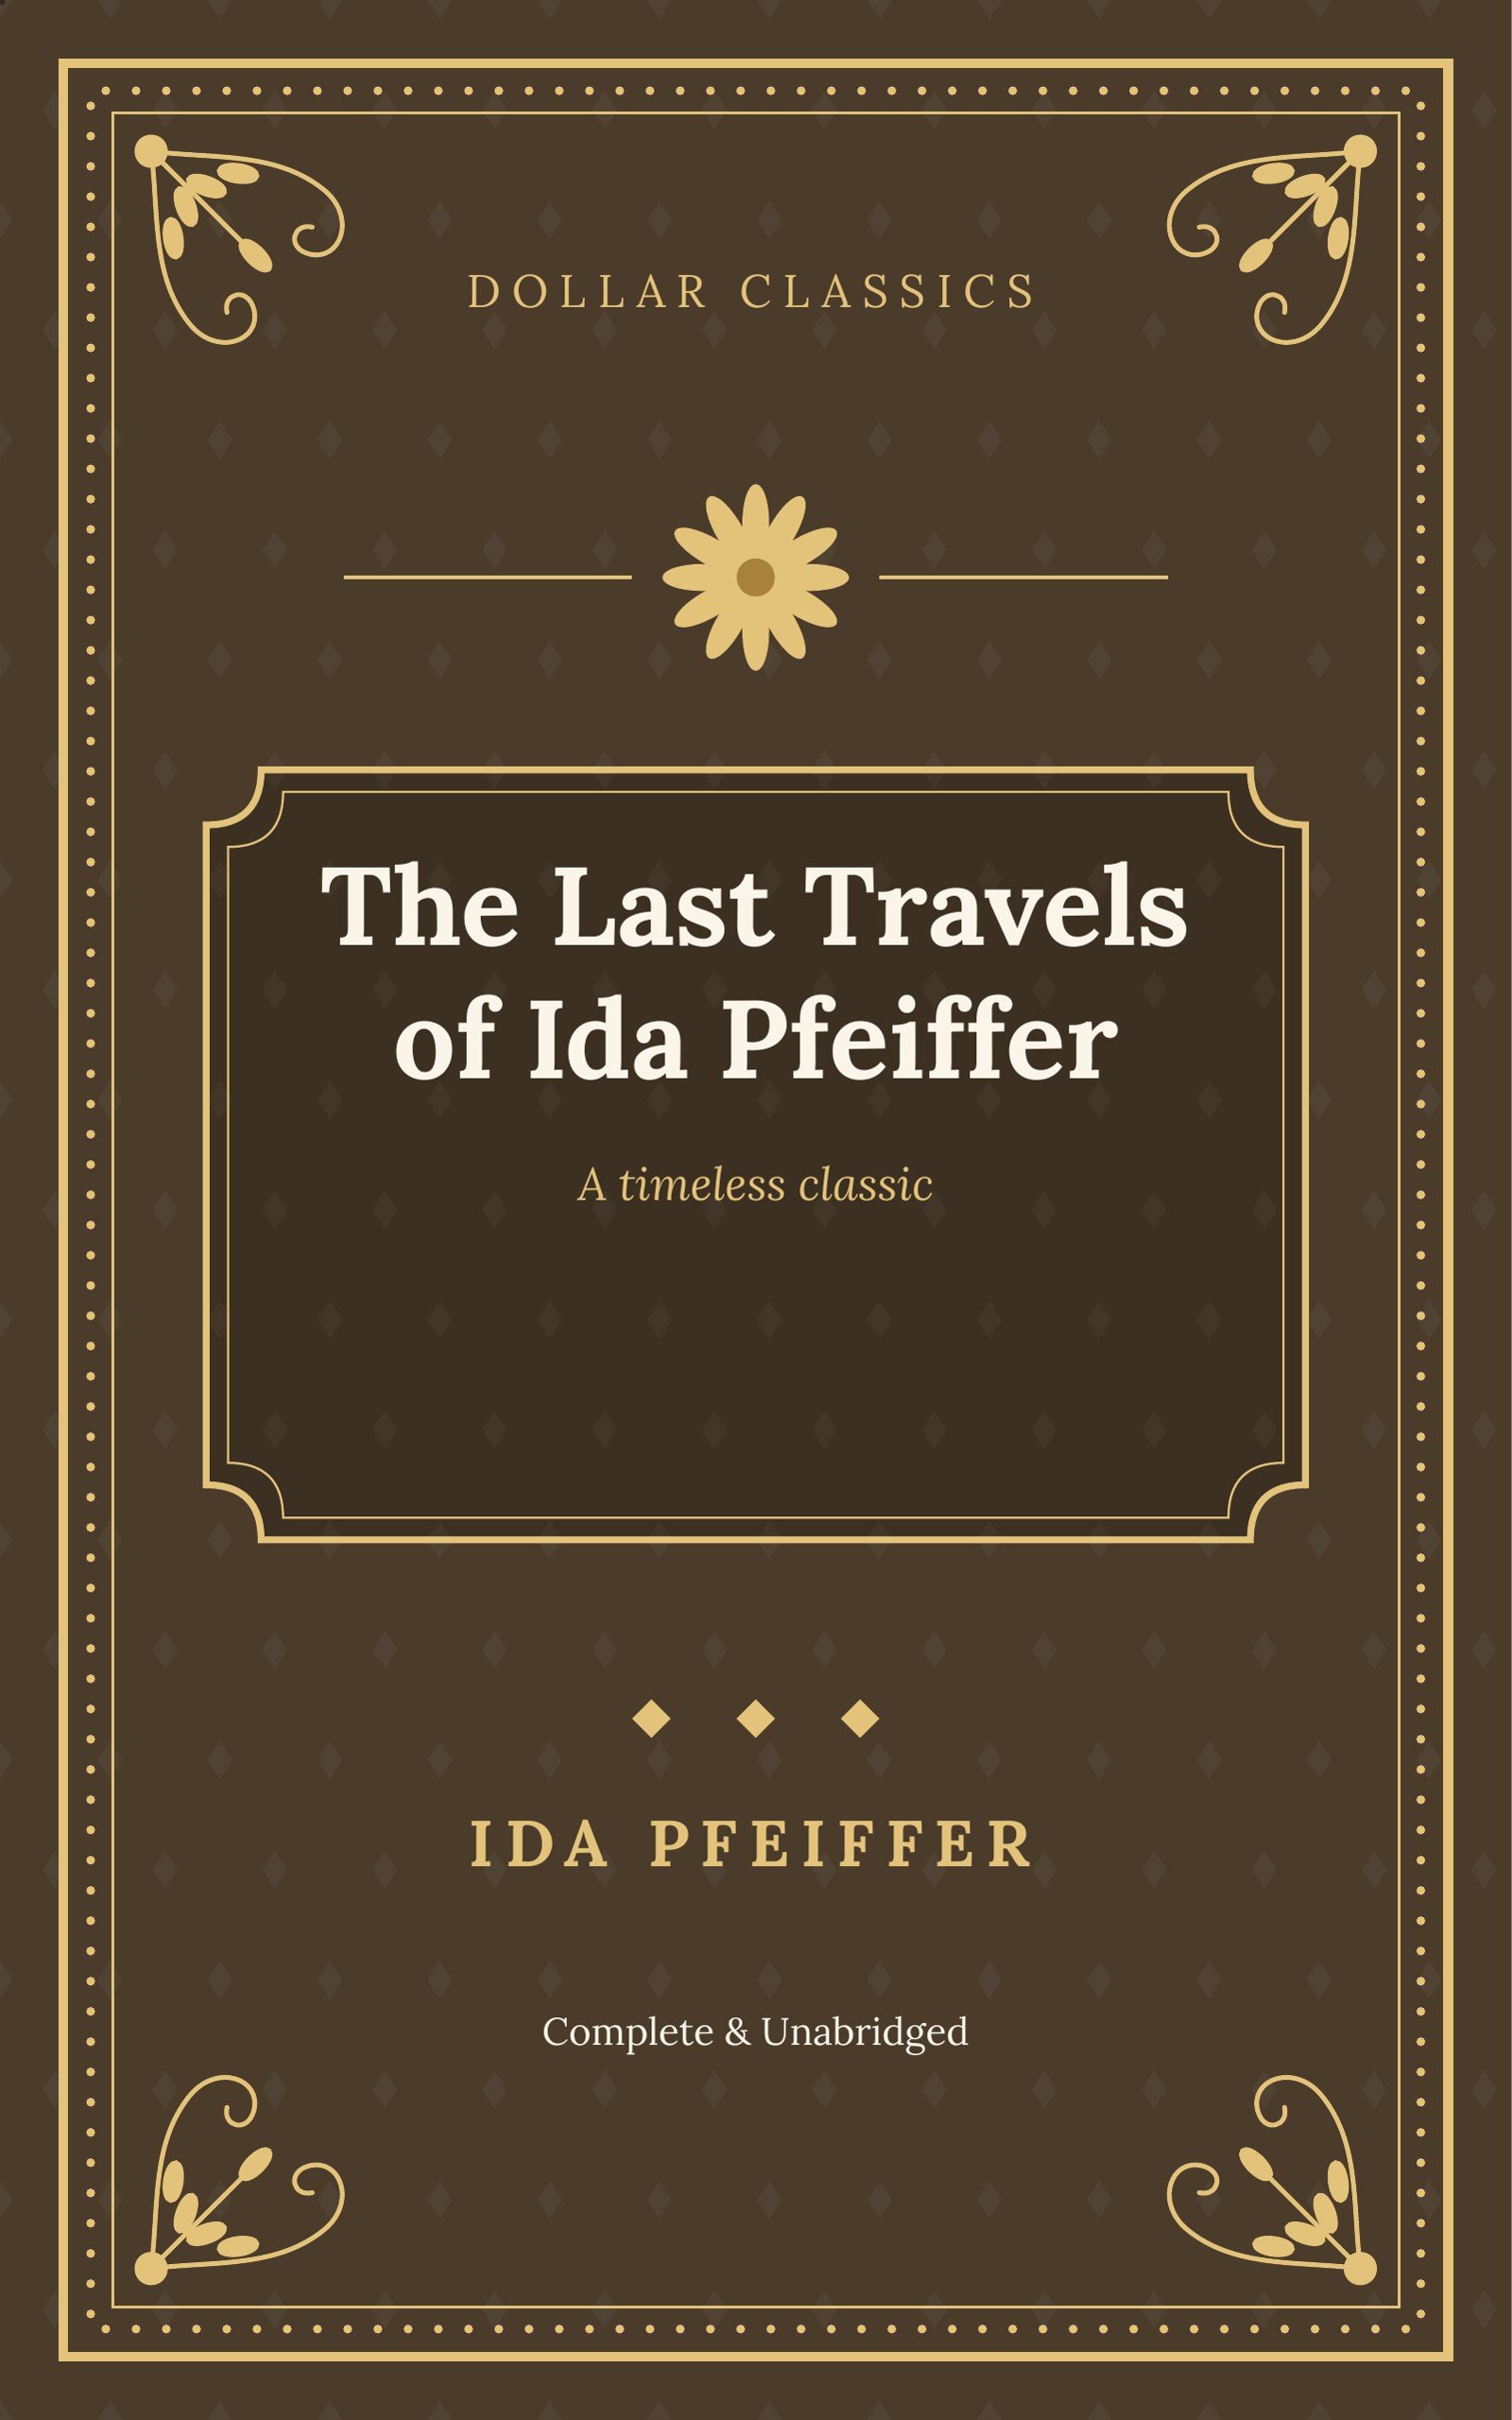 DOLLAR CLASSICS
The Last Travels
of Ida Pfeiffer
A timeless classic
IDA PFEIFFER
Complete & Unabridged